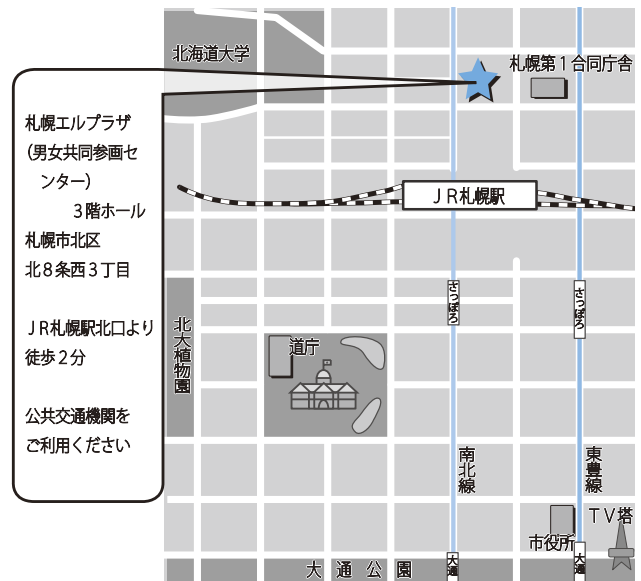 北海道大学
札幌第１合同庁舎
札幌エルプラザ
（男女共同参画セ
ンター）
３階ホール
札幌市北区
北８条西３丁目
ＪＲ札幌駅北口より
徒歩２分
公共交通機関を
ご利用ください
ＪＲ札幌駅
さっぽろ
さっぽろ
北大植物園
道庁
南北線
東豊線
ＴＶ塔
市役所
大通
大通
大通公園